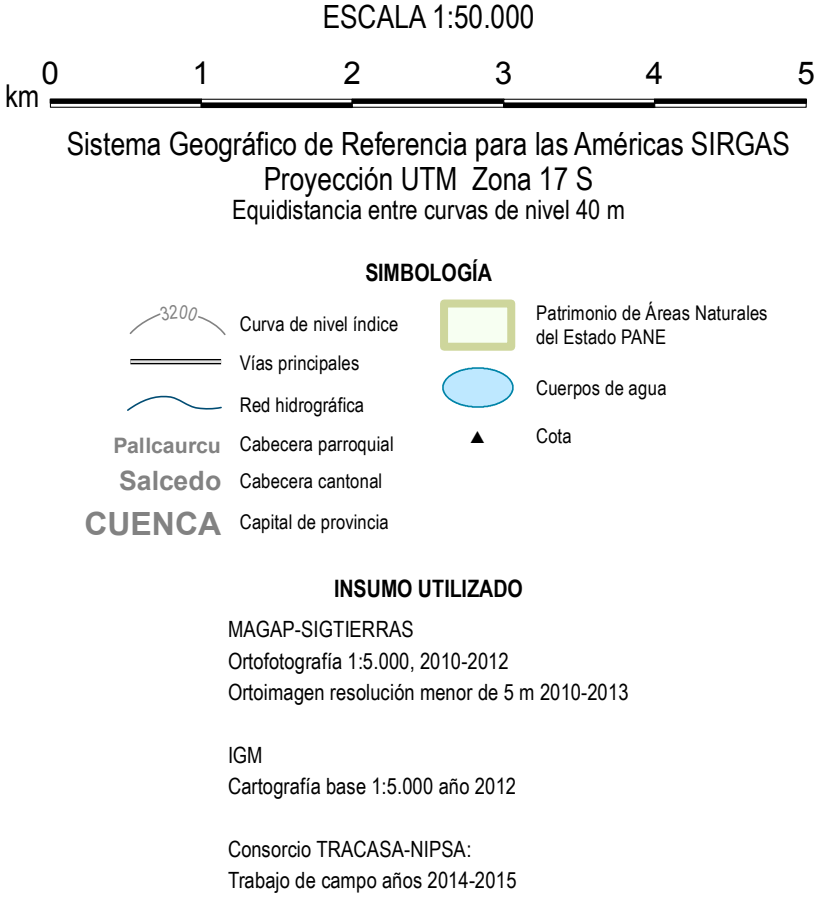 ESCALA 1:50.000
0 1 2 3 4 5
km
Sistema Geográfico de Referencia para las Américas SIRGAS
Proyección UTM Zona 17 S
Equidistancia entre curvas de nivel 40 m
SIMBOLOGÍA
3200
Curva de nivel índice
Vías principales
Red hidrográfica
Pallcaurcu Cabecera parroquial
Salcedo Cabecera cantonal
CUENCA Capital de provincia
Patrimonio de Áreas Naturales
del Estado PANE
Cuerpos de agua
Cota
INSUMO UTILIZADO
MAGAP-SIGTIERRAS
Ortofotografía 1:5.000, 2010-2012
Ortoimagen resolución menor de 5 m 2010-2013
IGM
Cartografía base 1:5.000 año 2012
Consorcio TRACASA-NIPSA:
Trabajo de campo años 2014-2015